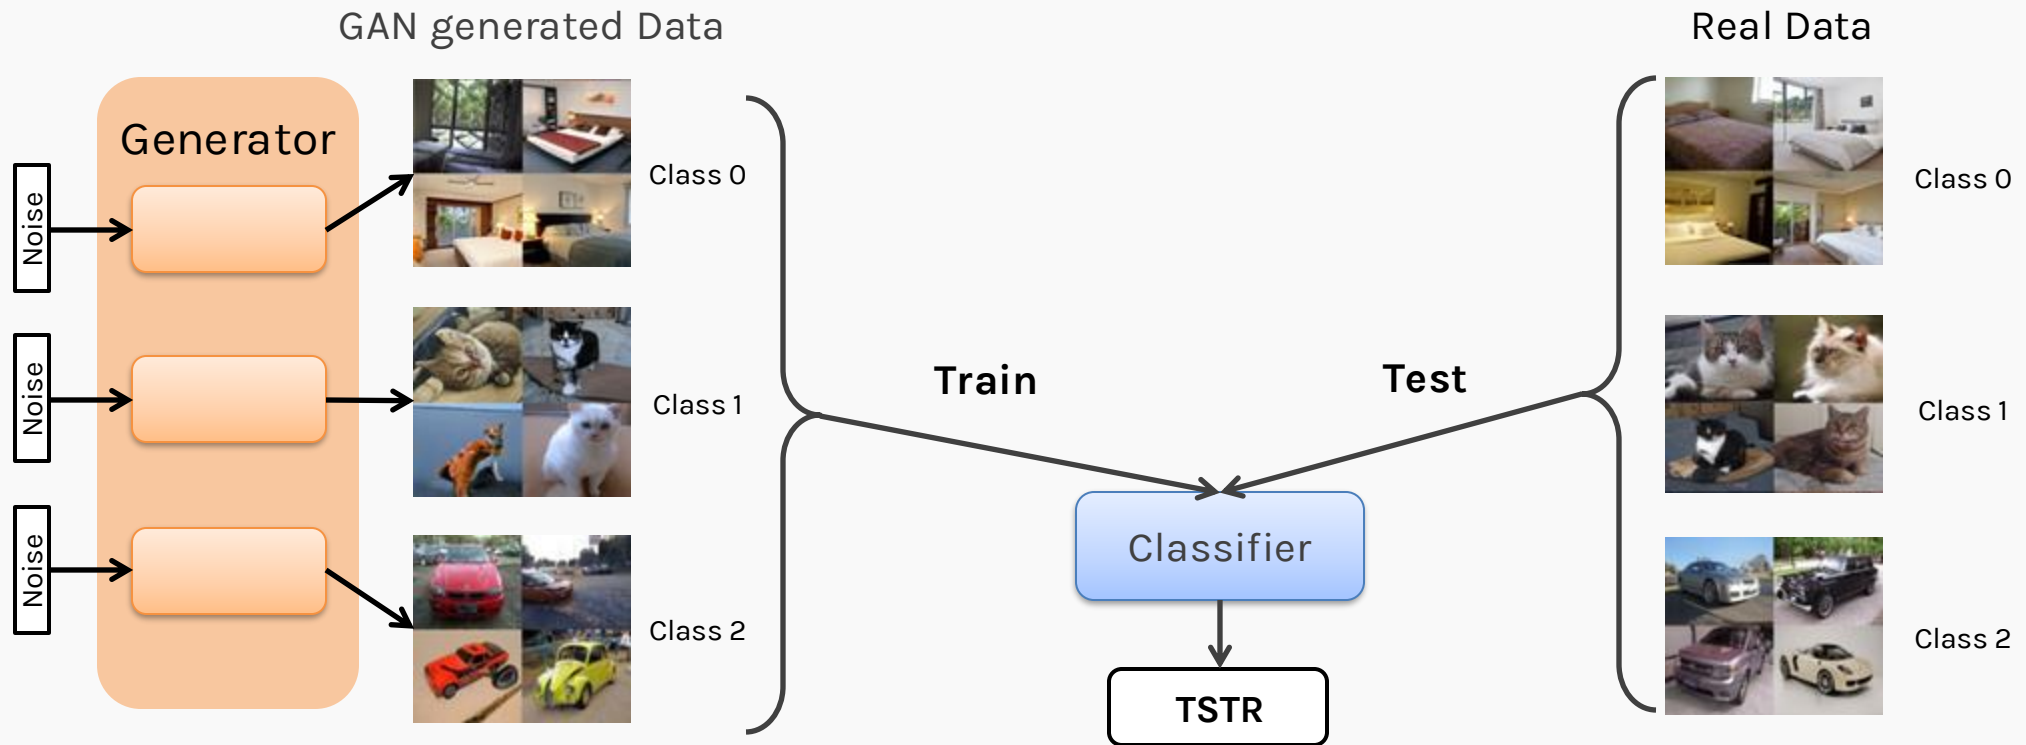 GAN generated Data
Real Data
Generator
Noise
Noise
Noise
Class 0
Class 1
Class 2
Train
Test
Classifier
TSTR
Class 0
Class 1
Class 2